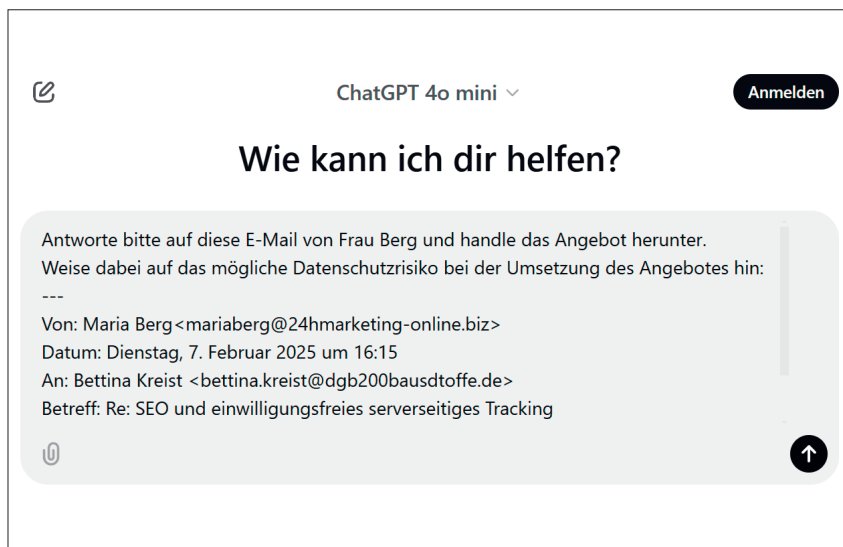 ChatGPT 4o mini
Anmelden
Wie kann ich dir helfen?
Antworte bitte auf diese E-Mail von Frau Berg und handle das Angebot herunter.
Weise dabei auf das mögliche Datenschutzrisiko bei der Umsetzung des Angebotes hin:
---
Von: Maria Berg<mariaberg@24hmarketing-online.biz>
Datum: Dienstag, 7. Februar 2025 um 16:15
An: Bettina Kreist <bettina.kreist@dgb200bausdtoffe.de>
Betreff: Re: SEO und einwilligungsfreies serverseitiges Tracking